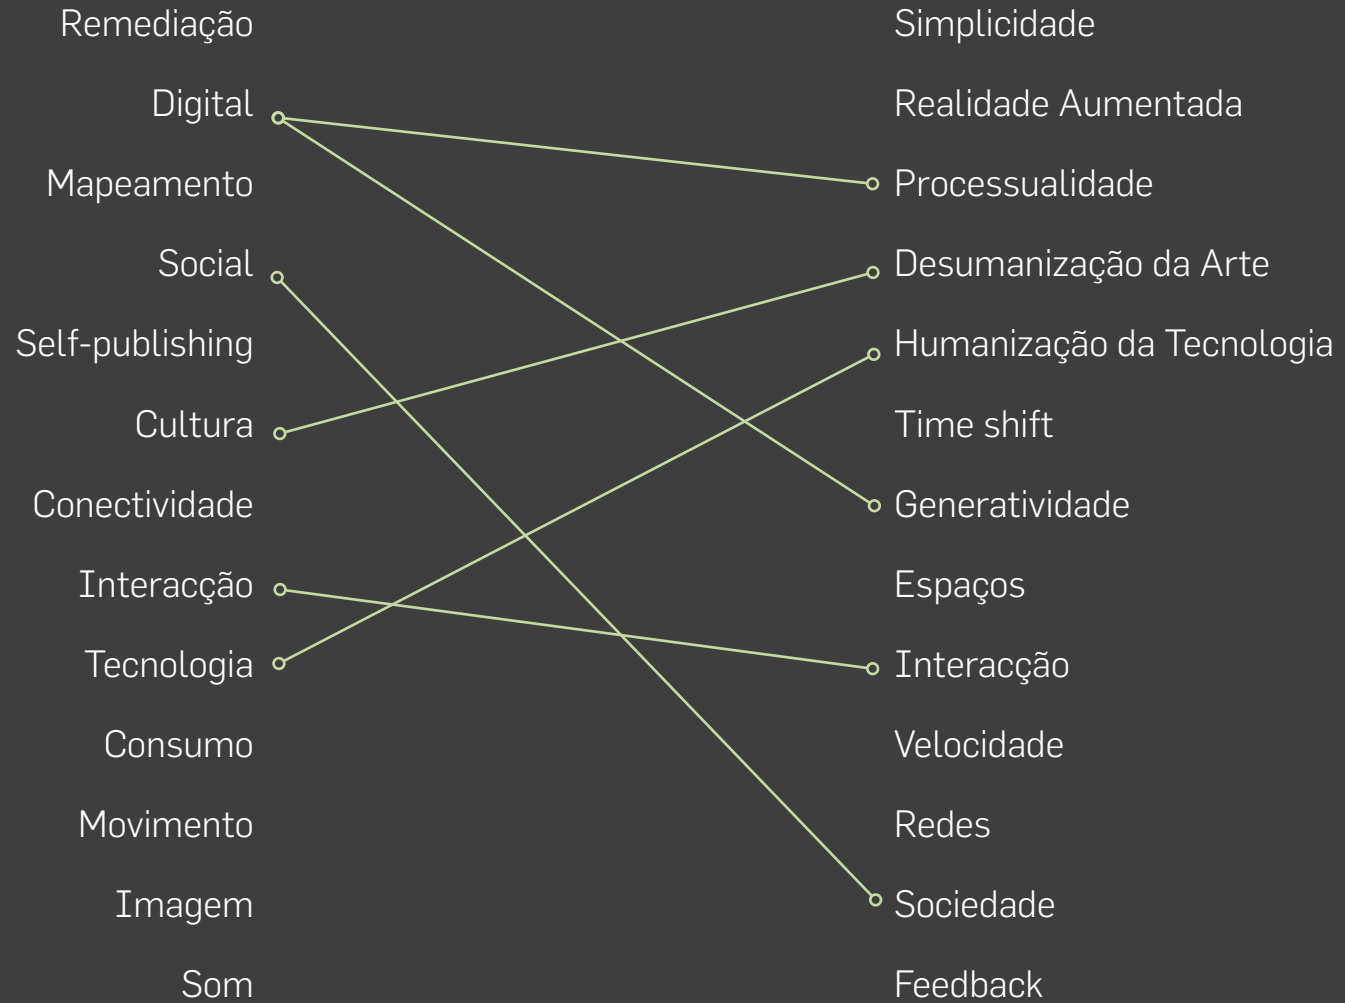 Remediação
Digital
Mapeamento
Social
Self-publishing
Cultura
Conectividade
Interacção
Tecnologia
Consumo
Movimento
Imagem
Som
Simplicidade
Realidade Aumentada
Processualidade
Desumanização da Arte
Humanização da Tecnologia
Time shift
Generatividade
Espaços
Interacção
Velocidade
Redes
Sociedade
Feedback